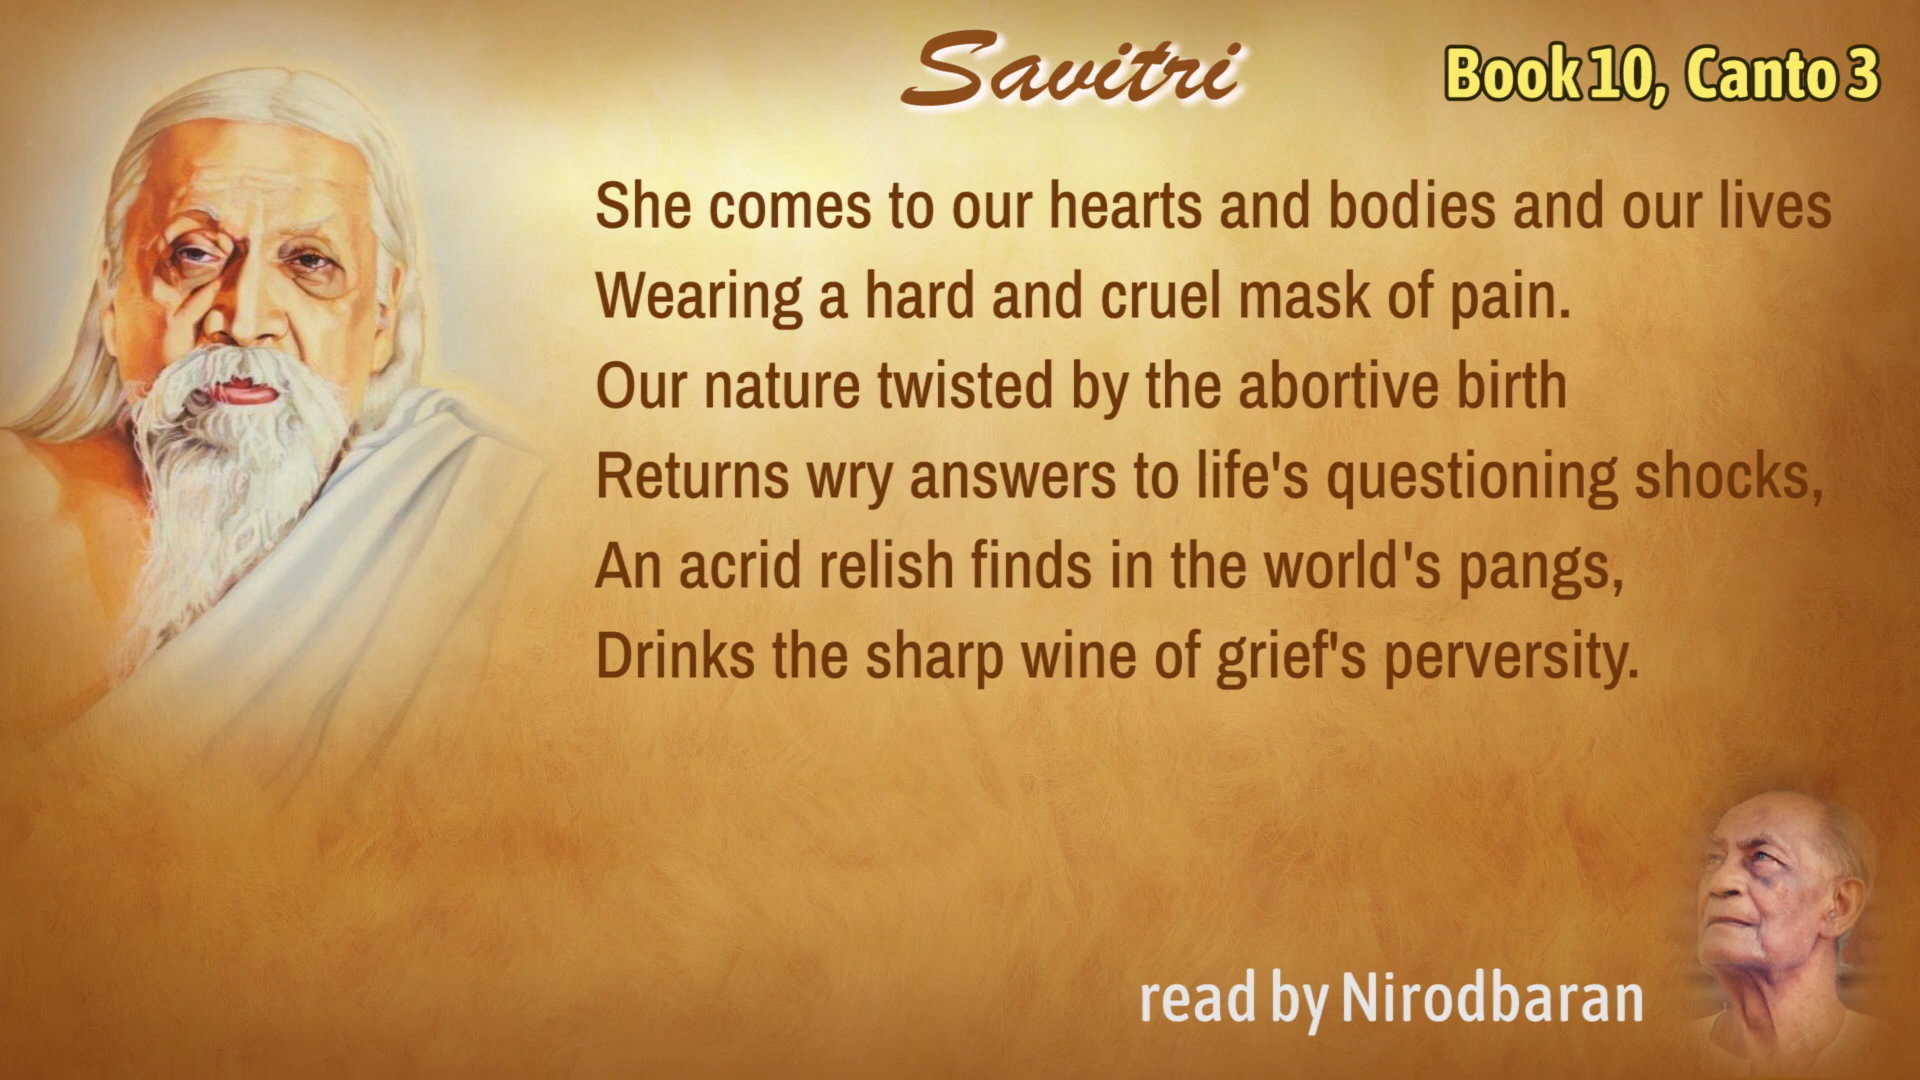 Savitri
Book 10, Canto 3
She comes to our hearts and bodies and our lives
Wearing a hard and cruel mask of pain.
Our nature twisted by the abortive birth
Returns wry answers to life's questioning shocks,
An acrid relish finds in the world's pangs,
Drinks the sharp wine of grief's perversity.
read by Nirodbaran